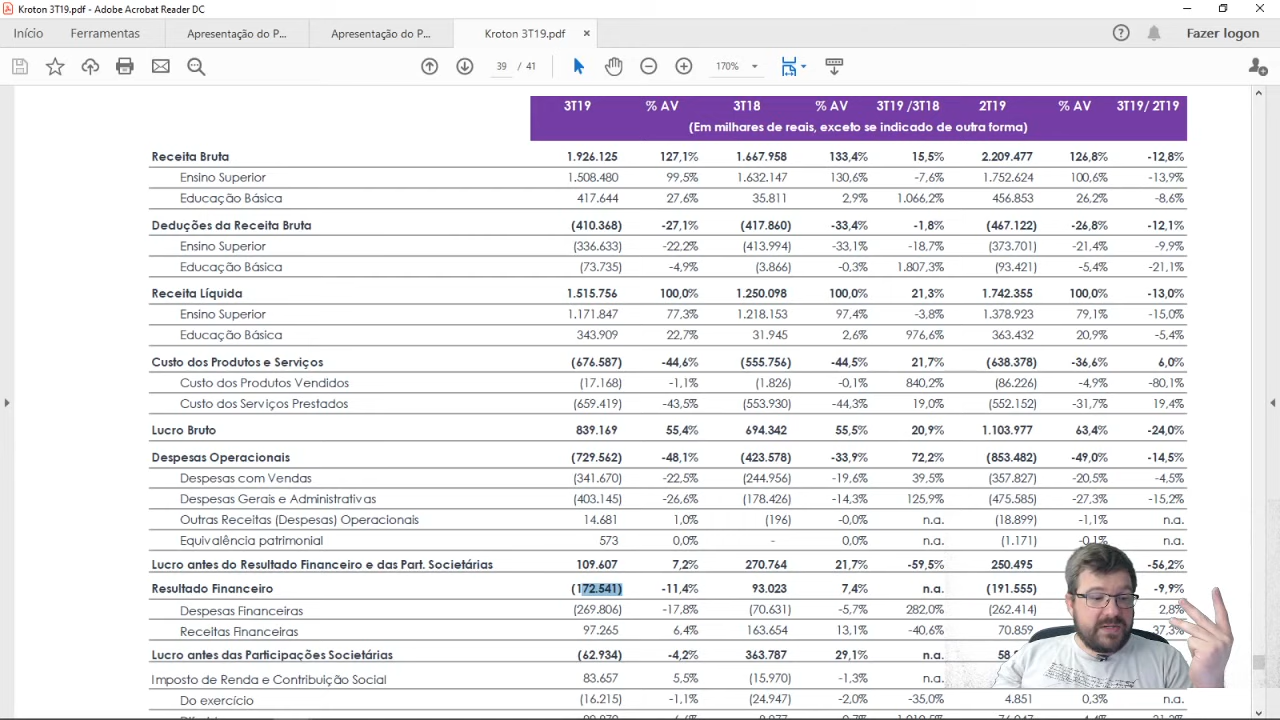 Kroton 3T19.pdf - Adobe Acrobat Reader DC
Início Ferramentas Apresentação do P... Apresentação do P... Kroton 3T19.pdf × Fazer logon
39 / 41 170%
3T19 % AV 3T18 % AV 3T19 /3T18 2T19 % AV 3T19/ 2T19
(Em milhares de reais, exceto se indicado de outra forma)
Receita Bruta 1.926.125 127,1% 1.667.958 133,4% 15,5% 2.209.477 126,8% -12,8%
Ensino Superior 1.508.480 99,5% 1.632.147 130,6% -7,6% 1.752.624 100,6% -13,9%
Educação Básica 417.644 27,6% 35.811 2,9% 1.066,2% 456.853 26,2% -8,6%
Deduções da Receita Bruta (410.368) -27,1% (417.860) -33,4% -1,8% (467.122) -26,8% -12,1%
Ensino Superior (336.633) -22,2% (413.994) -33,1% -18,7% (373.701) -21,4% -9,9%
Educação Básica (73.735) -4,9% (3.866) -0,3% 1.807,3% (93.421) -5,4% -21,1%
Receita Líquida 1.515.756 100,0% 1.250.098 100,0% 21,3% 1.742.355 100,0% -13,0%
Ensino Superior 1.171.847 77,3% 1.218.153 97,4% -3,8% 1.378.923 79,1% -15,0%
Educação Básica 343.909 22,7% 31.945 2,6% 976,6% 363.432 20,9% -5,4%
Custo dos Produtos e Serviços (676.587) -44,6% (555.756) -44,5% 21,7% (638.378) -36,6% 6,0%
Custo dos Produtos Vendidos (17.168) -1,1% (1.826) -0,1% 840,2% (86.226) -4,9% -80,1%
Custo dos Serviços Prestados (659.419) -43,5% (553.930) -44,3% 19,0% (552.152) -31,7% 19,4%
Lucro Bruto 839.169 55,4% 694.342 55,5% 20,9% 1.103.977 63,4% -24,0%
Despesas Operacionais (729.562) -48,1% (423.578) -33,9% 72,2% (853.482) -49,0% -14,5%
Despesas com Vendas (341.670) -22,5% (244.956) -19,6% 39,5% (357.827) -20,5% -4,5%
Despesas Gerais e Administrativas (403.145) -26,6% (178.426) -14,3% 125,9% (475.585) -27,3% -15,2%
Outras Receitas (Despesas) Operacionais 14.681 1,0% (196) -0,0% n.a. (18.899) -1,1% n.a.
Equivalência patrimonial 573 0,0% - 0,0% n.a. (1.171) -0,1% n.a.
Lucro antes do Resultado Financeiro e das Part. Societárias 109.607 7,2% 270.764 21,7% -59,5% 250.495 -56,2%
Resultado Financeiro (172.541) -11,4% 93.023 7,4% n.a. (191.555) -9,9%
Despesas Financeiras (269.806) -17,8% (70.631) -5,7% 282,0% (262.414) 2,8%
Receitas Financeiras 97.265 6,4% 163.654 13,1% -40,6% 70.859 37,3%
Lucro antes das Participações Societárias (62.934) -4,2% 363.787 29,1% n.a.
Imposto de Renda e Contribuição Social 83.657 5,5% (15.970) -1,3% n.a.
Do exercício (16.215) -1,1% (24.947) -2,0% -35,0% 4.851 0,3% n.a.